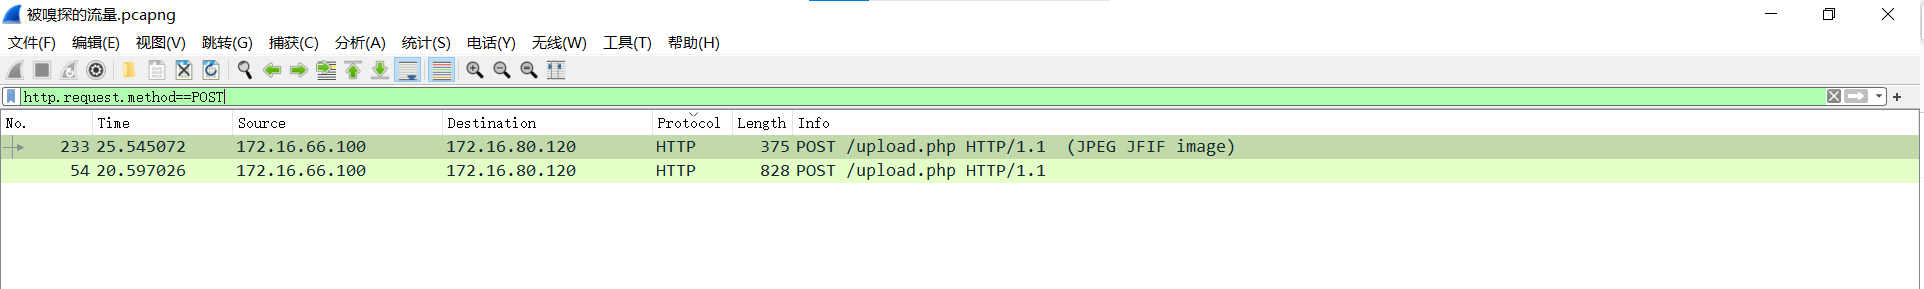 被嗅探的流量.pcapng
文件(F) 编辑(E) 视图(V) 跳转(G) 捕获(C) 分析(A) 统计(S) 电话(Y) 无线(W) 工具(T) 帮助(H)
http.request.method==POST
No. Time Source Destination Protocol Length Info
233 25.545072 172.16.66.100 172.16.80.120 HTTP 375 POST /upload.php HTTP/1.1 (JPEG JFIF image)
54 20.597026 172.16.66.100 172.16.80.120 HTTP 828 POST /upload.php HTTP/1.1